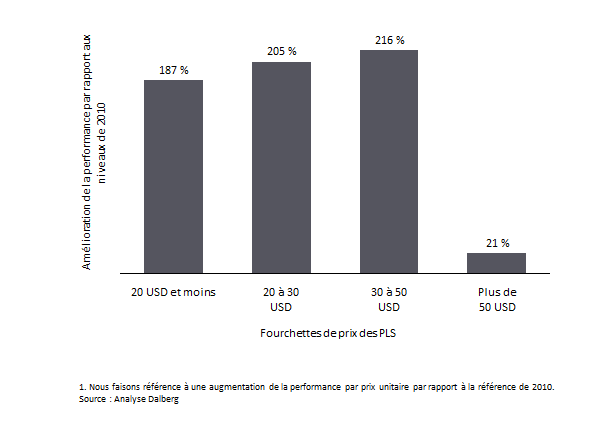 Amélioration de la performance par rapport aux
niveaux de 2010
187 %
205 %
216 %
21 %
20 USD et moins
20 à 30
USD
30 à 50
USD
Plus de
50 USD
Fourchettes de prix des PLS
1. Nous faisons référence à une augmentation de la performance par prix unitaire par rapport à la référence de 2010.
Source : Analyse Dalberg